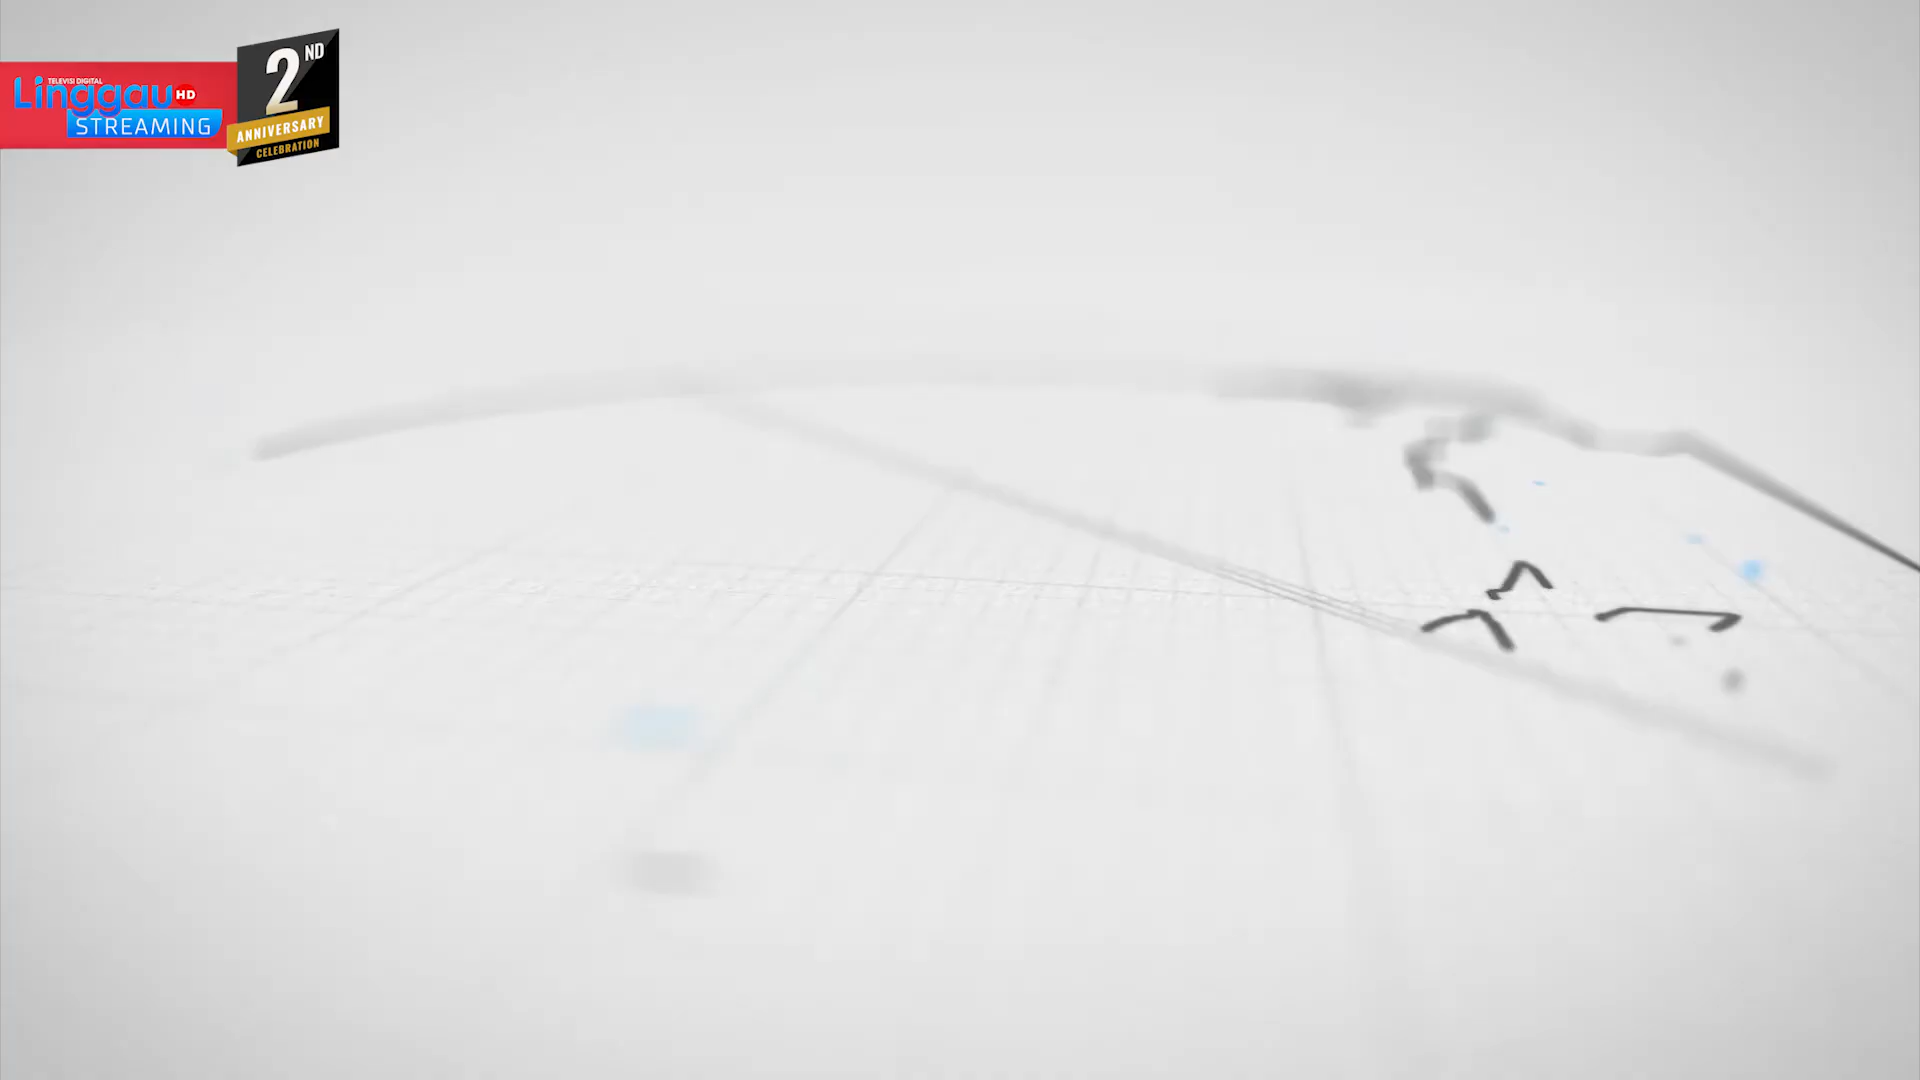 TELEVISI DIGITAL
Linggau HD
STREAMING
2ND
ANNIVERSARY
CELEBRATION